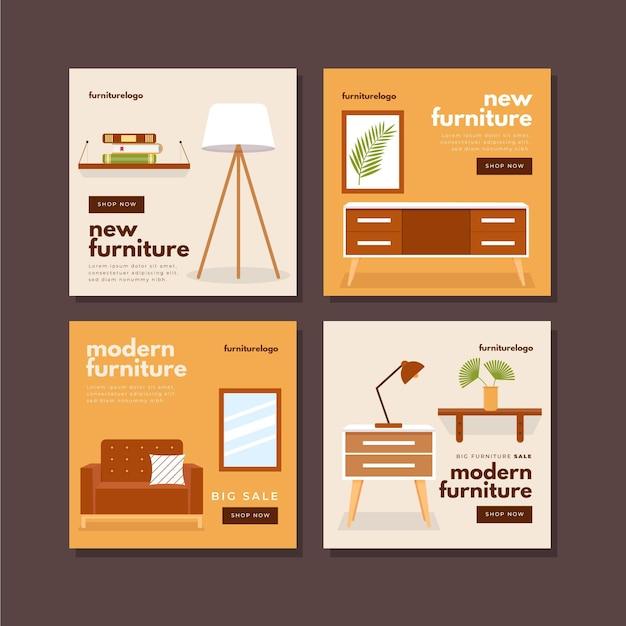 furniturelogo
SHOP NOW
new
furniture
Lorem ipsum dolor sit amet,
consectetuer adipiscing elit,
sed diam nonummy nibh.
furniturelogo
new
furniture
Lorem ipsum dolor sit amet,
consectetuer adipiscing elit,
sed diam nonummy nibh.
SHOP NOW
modern
furniture
furniturelogo
Lorem ipsum dolor sit amet,
consectetuer adipiscing elit,
sed diam nonummy nibh.
BIG SALE
SHOP NOW
furniturelogo
BIG FURNITURE SALE
modern
furniture
SHOP NOW